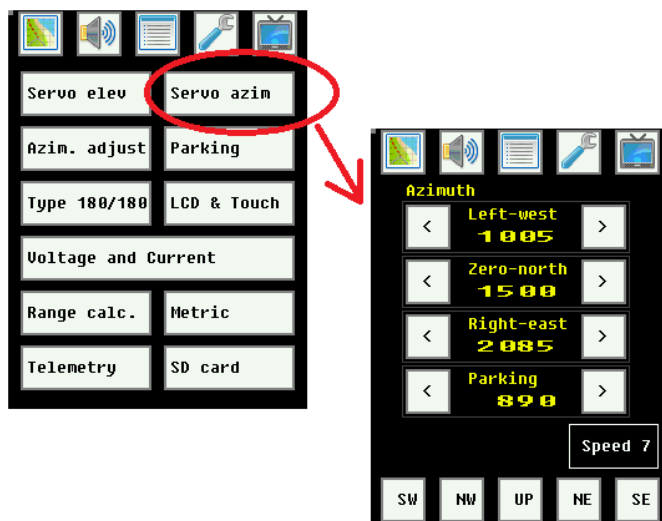 Servo elev Servo azim
Azim. adjust Parking
Type 180/180 LCD & Touch
Voltage and Current
Range calc. Metric
Telemetry SD card
Azimuth
< Left-west >
1005
< Zero-north >
1500
< Right-east >
2085
< Parking >
890
Speed 7
SW NW UP NE SE